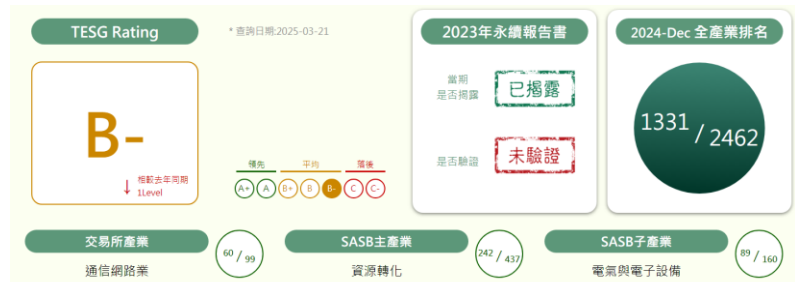 TESG Rating
* 查詢日期:2025-03-21
B-
↓ 相較去年同期
1Level
領先 平均 落後
A+ A B+ B B- C C-
2023年永續報告書
當期
是否揭露
已揭露
是否驗證
未驗證
2024-Dec 全產業排名
1331 / 2462
交易所產業
60 / 99
通信網路業
SASB主產業
242 / 437
資源轉化
SASB子產業
89 / 160
電氣與電子設備